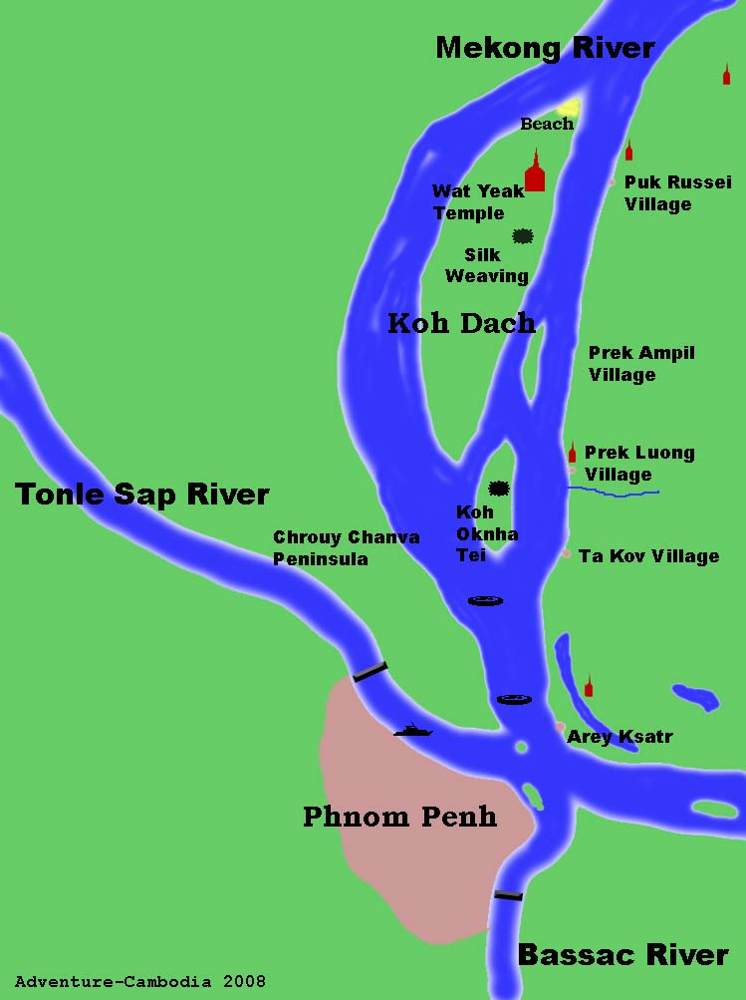 Mekong River
Beach
Wat Yeak
Temple
Puk Russei
Village
Silk
Weaving
Koh Dach
Prek Ampil
Village
Prek Luong
Village
Tonle Sap River
Koh
Oknha
Tei
Chrouy Chanva
Peninsula
Ta Kov Village
Arey Ksatr
Phnom Penh
Bassac River
Adventure-Cambodia 2008